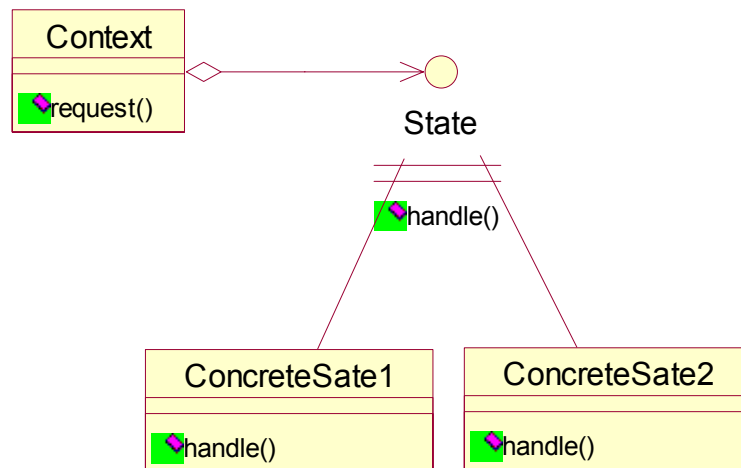 Context
request()
State
handle()
ConcreteSate1
handle()
ConcreteSate2
handle()